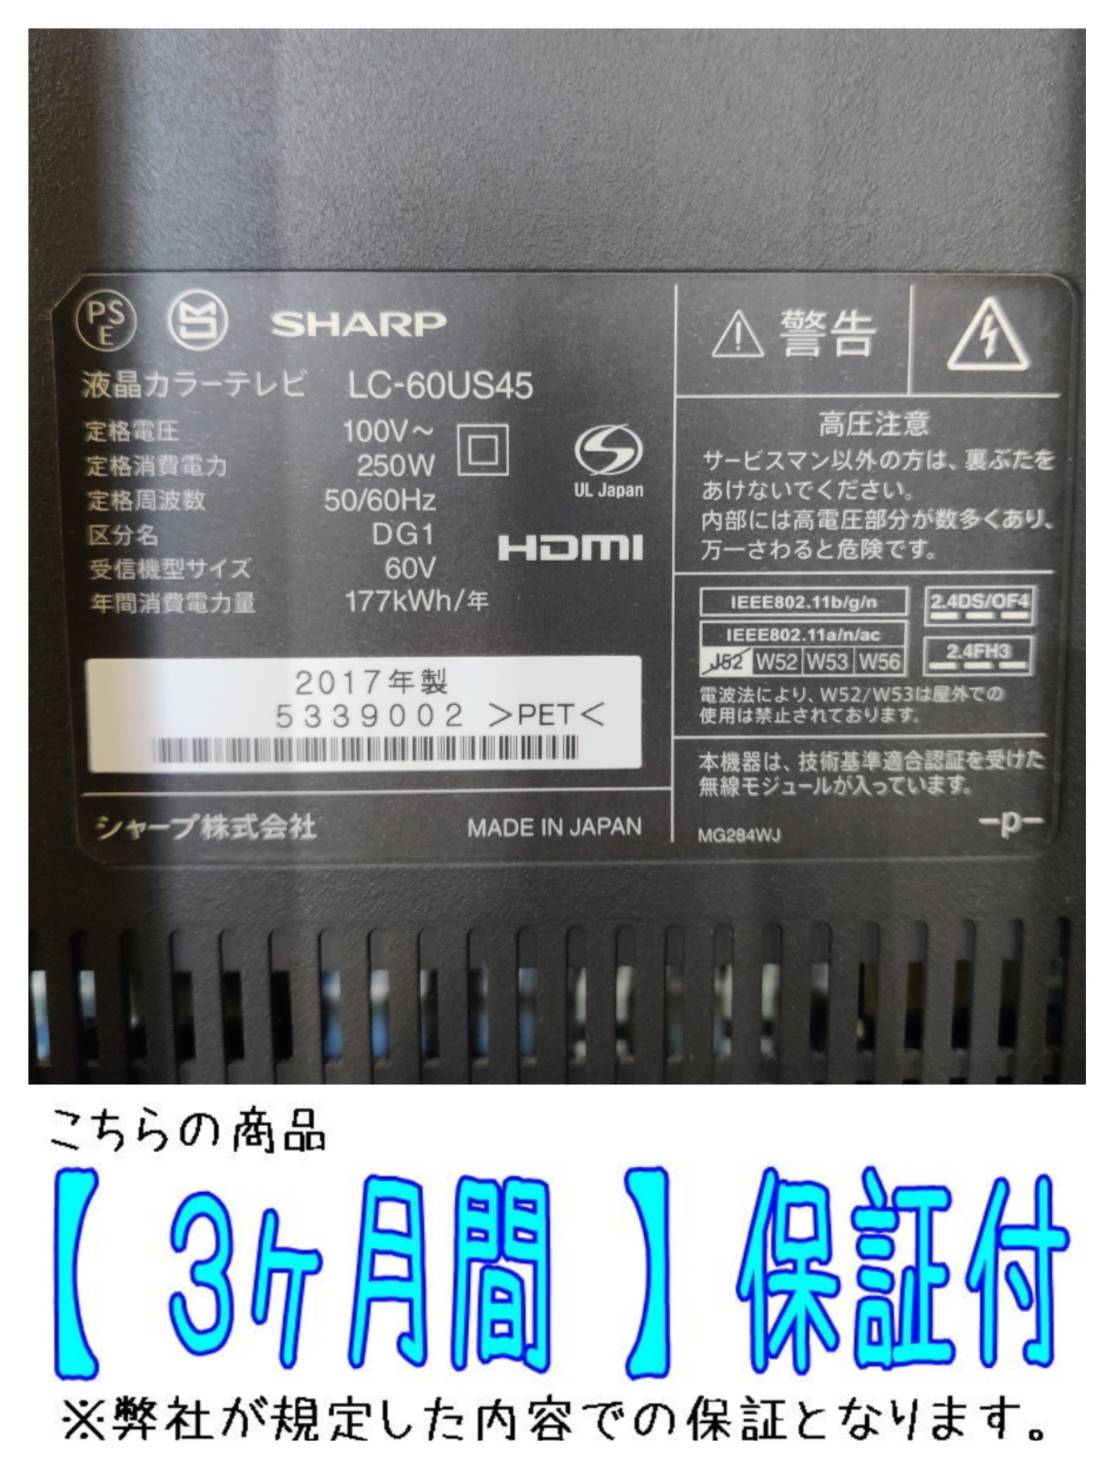 PSE
SHARP
液晶カラーテレビ LC-60US45
定格電圧 100V～
定格消費電力 250W
定格周波数 50/60Hz
区分名 DG1
受信機型サイズ 60V
年間消費電力量 177kWh/年
UL Japan
HDMI
2017年製
5339002 >PET<
シャープ株式会社 MADE IN JAPAN
警告
高圧注意
サービスマン以外の方は、裏ぶたを
あけないでください。
内部には高電圧部分が数多くあり、
万一さわると危険です。
IEEE802.11b/g/n 2.4DS/OF4
IEEE802.11a/n/ac
J52 W52 W53 W56 2.4FH3
電波法により、W52/W53は屋外での
使用は禁止されております。
本機器は、技術基準適合認証を受けた
無線モジュールが入っています。
MG284WJ -p-
こちらの商品
【 3ケ月間 】保証付
※弊社が規定した内容での保証となります。